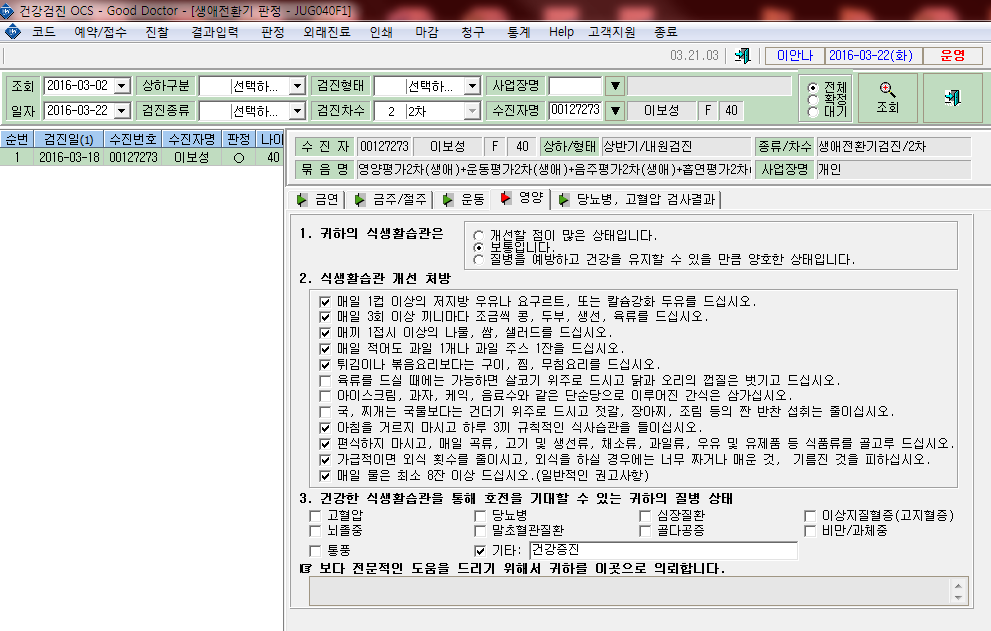 건강검진 OCS - Good Doctor - [생애전환기 판정 - JUG040F1]
코드 예약/접수 진찰 결과입력 판정 외래진료 인쇄 마감 청구 통계 Help 고객지원 종료
03.21.03 이안나 2016-03-22(화) 운영
조회 2016-03-02 상하구분 |선택하... 검진형태 |선택하... 사업장명 전체 확정 대기 조회
일자 2016-03-22 검진종류 |선택하... 검진차수 2 2차 수진자명 00127273 이보성 F 40
순번 검진일(1) 수진번호 수진자명 판정 나이
1 2016-03-18 00127273 이보성 ○ 40
수 진 자 00127273 이보성 F 40 상하/형태 상반기/내원검진 종류/차수 생애전환기검진/2차
묶 음 명 영양평가2차(생애)+운동평가2차(생애)+음주평가2차(생애)+흡연평가2차( 사업장명 개인
금연 금주/절주 운동 영양 당뇨병, 고혈압 검사결과
1. 귀하의 식생활습관은
개선할 점이 많은 상태입니다.
보통입니다.
질병을 예방하고 건강을 유지할 수 있을 만큼 양호한 상태입니다.
2. 식생활습관 개선 처방
매일 1컵 이상의 저지방 우유나 요구르트, 또는 칼슘강화 두유를 드십시오.
매일 3회 이상 끼니마다 조금씩 콩, 두부, 생선, 육류를 드십시오.
매끼 1접시 이상의 나물, 쌈, 샐러드를 드십시오.
매일 적어도 과일 1개나 과일 주스 1잔을 드십시오.
튀김이나 볶음요리보다는 구이, 찜, 무침요리를 드십시오.
육류를 드실 때에는 가능하면 살코기 위주로 드시고 닭과 오리의 껍질은 벗기고 드십시오.
아이스크림, 과자, 케익, 음료수와 같은 단순당으로 이루어진 간식은 삼가십시오.
국, 찌개는 국물보다는 건더기 위주로 드시고 젓갈, 장아찌, 조림 등의 짠 반찬 섭취는 줄이십시오.
아침을 거르지 마시고 하루 3끼 규칙적인 식사습관을 들이십시오.
편식하지 마시고, 매일 곡류, 고기 및 생선류, 채소류, 과일류, 우유 및 유제품 등 식품류를 골고루 드십시오.
가급적이면 외식 횟수를 줄이시고, 외식을 하실 경우에는 너무 짜거나 매운 것, 기름진 것을 피하십시오.
매일 물은 최소 8잔 이상 드십시오.(일반적인 권고사항)
3. 건강한 식생활습관을 통해 호전을 기대할 수 있는 귀하의 질병 상태
고혈압 당뇨병 심장질환 이상지질혈증(고지혈증)
뇌졸중 말초혈관질환 골다공증 비만/과체중
통풍 기타: 건강증진
☞ 보다 전문적인 도움을 드리기 위해서 귀하를 이곳으로 의뢰합니다.